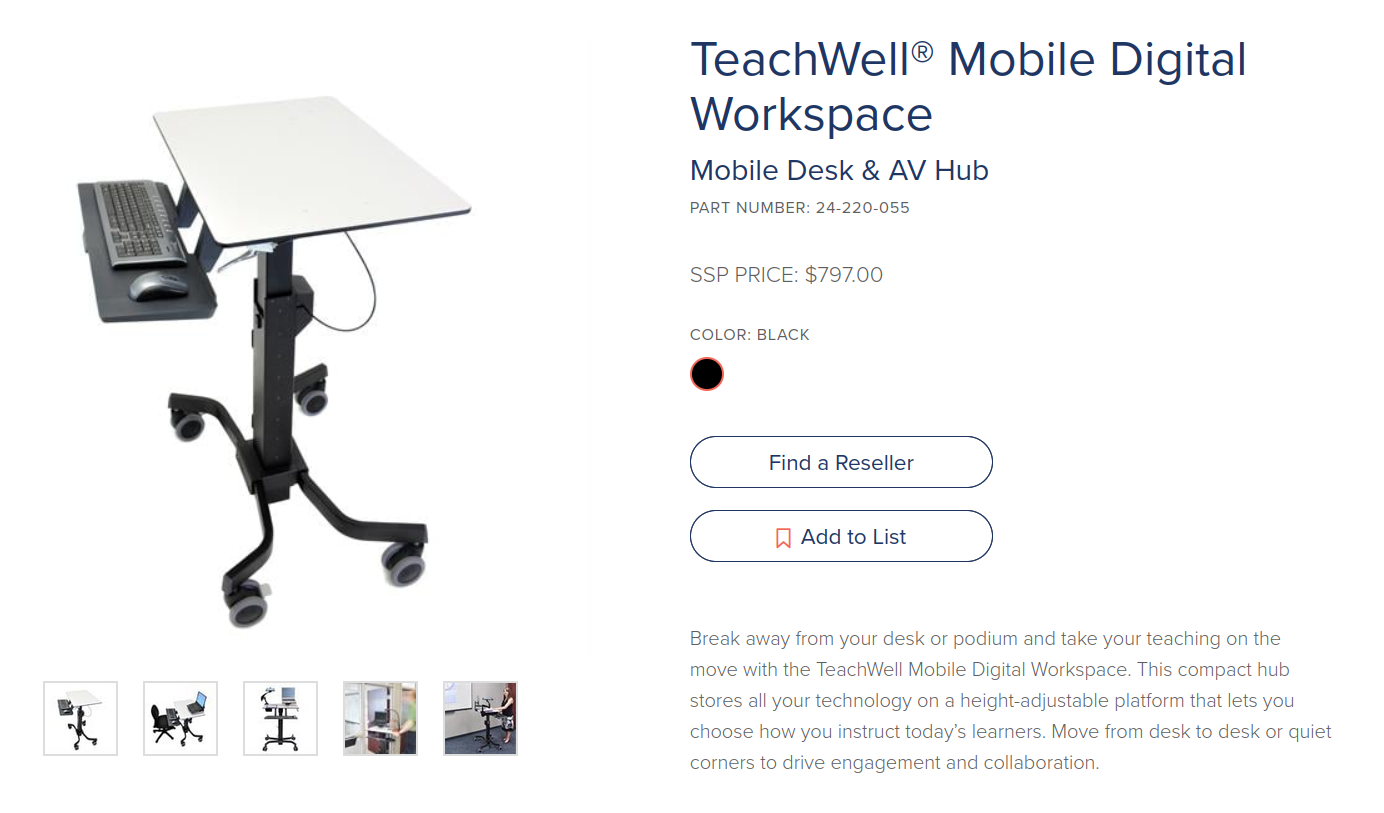 TeachWell® Mobile Digital
Workspace
Mobile Desk & AV Hub
PART NUMBER: 24-220-055
SSP PRICE: $797.00
COLOR: BLACK
Find a Reseller
Add to List
Break away from your desk or podium and take your teaching on the
move with the TeachWell Mobile Digital Workspace. This compact hub
stores all your technology on a height-adjustable platform that lets you
choose how you instruct today’s learners. Move from desk to desk or quiet
corners to drive engagement and collaboration.